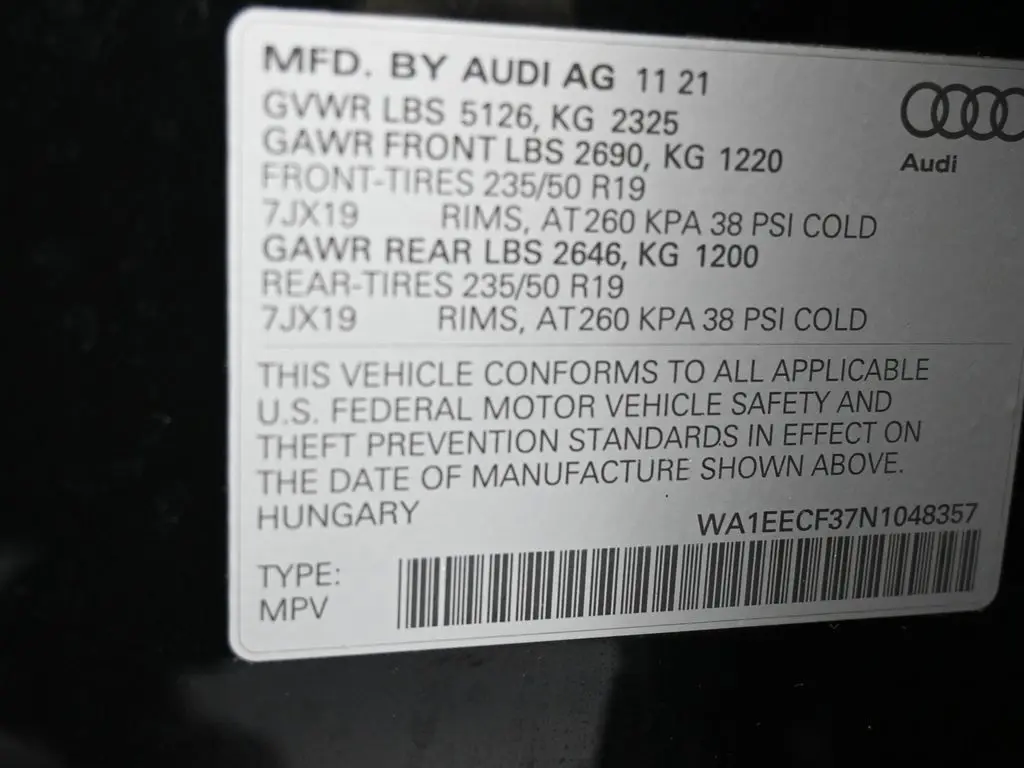 MFD. BY AUDI AG 11 21
GVWR LBS 5126, KG 2325
GAWR FRONT LBS 2690, KG 1220
FRONT-TIRES 235/50 R19
7JX19 RIMS, AT 260 KPA 38 PSI COLD
GAWR REAR LBS 2646, KG 1200
REAR-TIRES 235/50 R19
7JX19 RIMS, AT 260 KPA 38 PSI COLD
Audi
THIS VEHICLE CONFORMS TO ALL APPLICABLE
U.S. FEDERAL MOTOR VEHICLE SAFETY AND
THEFT PREVENTION STANDARDS IN EFFECT ON
THE DATE OF MANUFACTURE SHOWN ABOVE.
HUNGARY
WA1EECF37N1048357
TYPE:
MPV